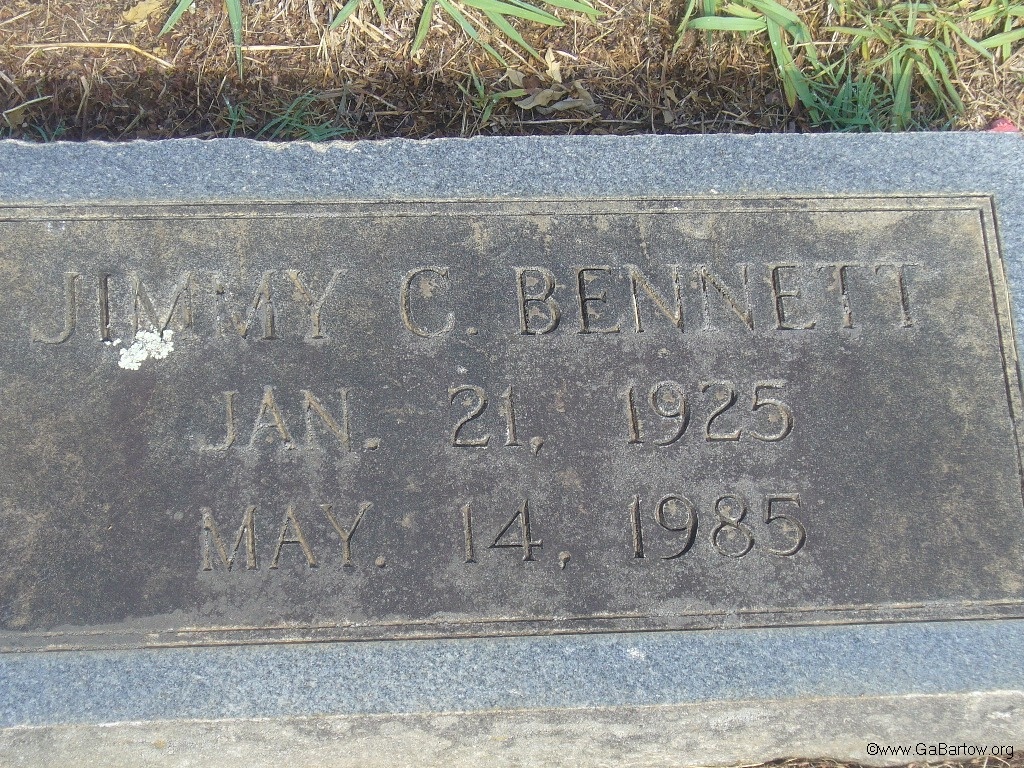 JIMMY C. BENNETT
JAN. 21, 1925
MAY. 14, 1985
©www.GaBartow.org